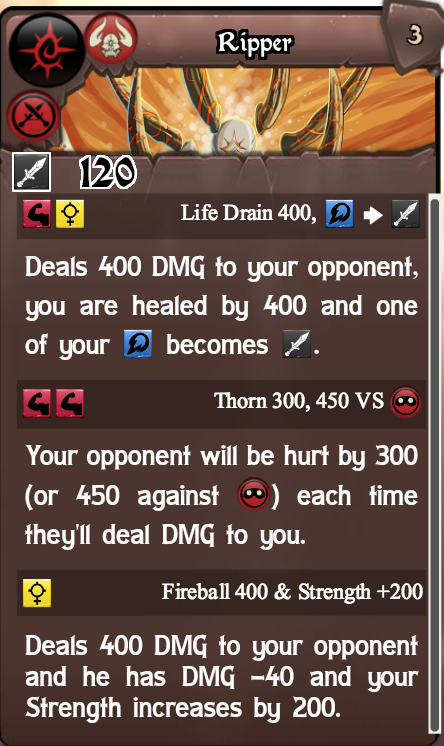 Ripper
3
120
Life Drain 400,
Deals 400 DMG to your opponent,
you are healed by 400 and one
of your becomes .
Thorn 300, 450 VS
Your opponent will be hurt by 300
(or 450 against ) each time
they'll deal DMG to you.
Fireball 400 & Strength +200
Deals 400 DMG to your opponent
and he has DMG -40 and your
Strength increases by 200.